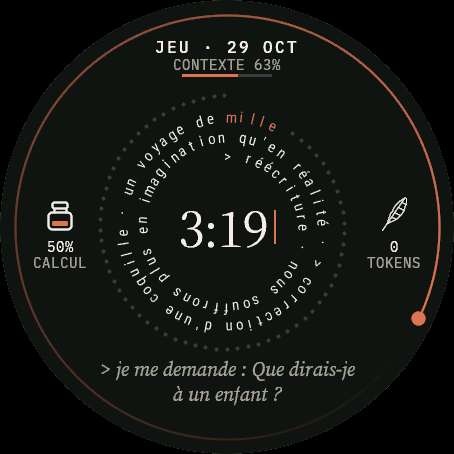 JEU · 29 OCT
CONTEXTE 63%
> réécriture · nous souffrons plus en imagination qu'en réalité · > correction d'une coquille · un voyage de mille
3:19
50%
CALCUL
0
TOKENS
> je me demande : Que dirais-je
à un enfant ?